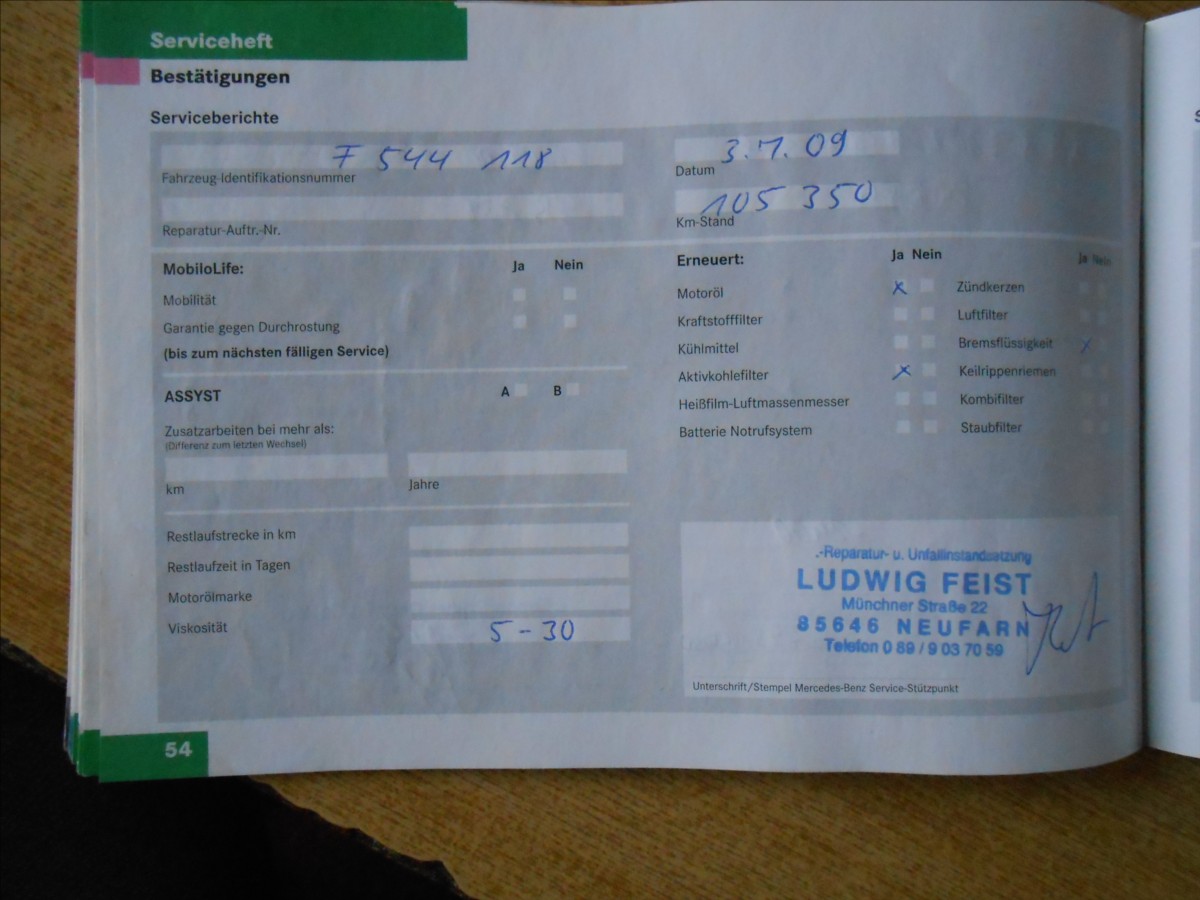 Serviceheft
Bestätigungen
Serviceberichte
F 544 118
Fahrzeug-Identifikationsnummer
3.7.09
Datum
Reparatur-Auftr.-Nr.
105 350
Km-Stand
MobiloLife: Ja Nein
Mobilität
Garantie gegen Durchrostung
(bis zum nächsten fälligen Service)
ASSYST A B
Zusatzarbeiten bei mehr als:
(Differenz zum letzten Wechsel)
km Jahre
Restlaufstrecke in km
Restlaufzeit in Tagen
Motorölmarke
Viskosität 5-30
Erneuert: Ja Nein Ja Nein
Motoröl x Zündkerzen
Kraftstofffilter Luftfilter
Kühlmittel Bremsflüssigkeit x
Aktivkohlefilter x Keilrippenriemen
Heißfilm-Luftmassenmesser Kombifilter
Batterie Notrufsystem Staubfilter
.-Reparatur- u. Unfallinstandsetzung
LUDWIG FEIST
Münchner Straße 22
85646 NEUFARN
Telefon 0 89 / 9 03 70 59
Unterschrift/Stempel Mercedes-Benz Service-Stützpunkt
54